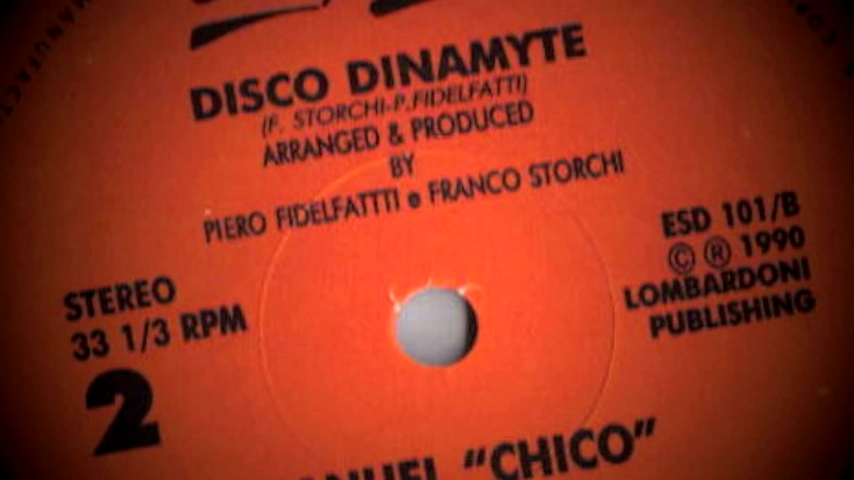 DISCO DINAMYTE
(F. STORCHI-P.FIDELFATTI)
ARRANGED & PRODUCED
BY
PIERO FIDELFATTTI e FRANCO STORCHI
ESD 101/B
© ® 1990
LOMBARDONI
PUBLISHING
STEREO
33 1/3 RPM
2
"CHICO"